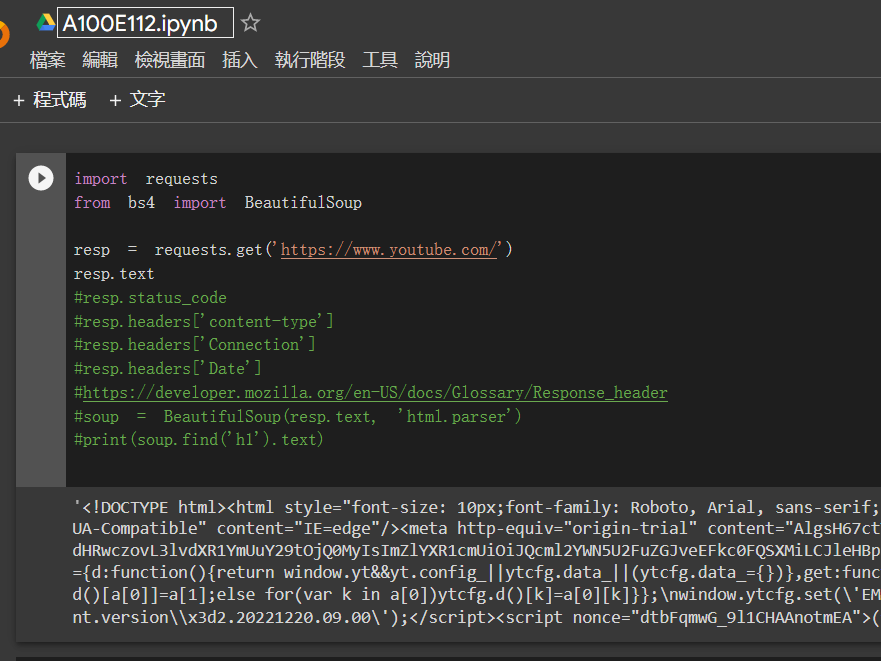 A100E112.ipynb
檔案 編輯 檢視畫面 插入 執行階段 工具 說明
+ 程式碼 + 文字
import requests
from bs4 import BeautifulSoup
resp = requests.get('https://www.youtube.com/')
resp.text
#resp.status_code
#resp.headers['content-type']
#resp.headers['Connection']
#resp.headers['Date']
#https://developer.mozilla.org/en-US/docs/Glossary/Response_header
#soup = BeautifulSoup(resp.text, 'html.parser')
#print(soup.find('h1').text)
'<!DOCTYPE html><html style="font-size: 10px;font-family: Roboto, Arial, sans-serif;
UA-Compatible" content="IE=edge"/><meta http-equiv="origin-trial" content="AlgsH67ct
dHRwczovL3lvdXR1YmUuY29tOjQ0MyIsImZlYXR1cmUiOiJQcml2YWN5U2FuZGJveEFkc0FQSXMiLCJleHBp
={d:function(){return window.yt&&yt.config_||ytcfg.data_||(ytcfg.data_={})},get:func
d()[a[0]]=a[1];else for(var k in a[0])ytcfg.d()[k]=a[0][k]}};\nwindow.ytcfg.set(\'EM
nt.version\\x3d2.20221220.09.00\');</script><script nonce="dtbFqmwG_9l1CHAAnotmEA">(